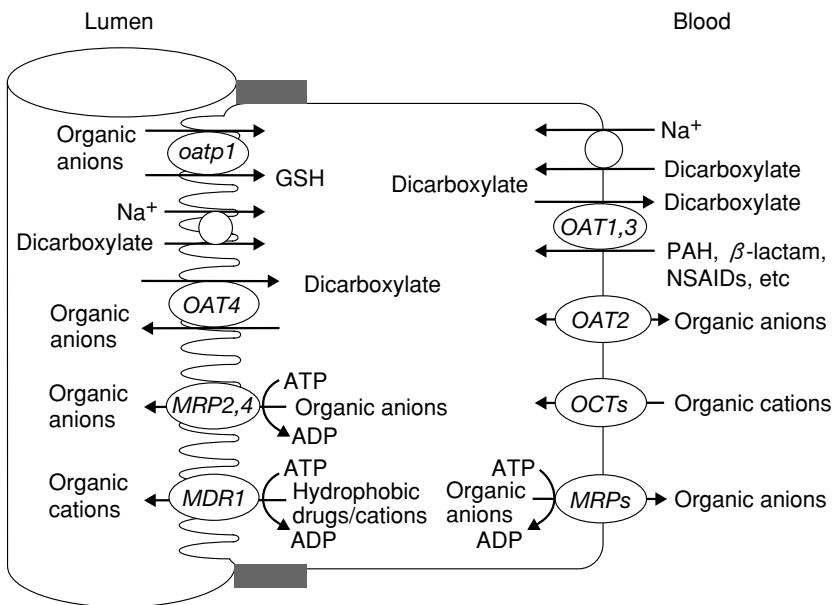 Lumen
Blood
Organic
anions
oatp1
GSH
Na+
Dicarboxylate
Dicarboxylate
OAT4
Organic
anions
Organic
anions
MRP2,4
ATP
Organic anions
ADP
Organic
cations
MDR1
ATP
Hydrophobic
drugs/cations
ADP
Na+
Dicarboxylate
Dicarboxylate
Dicarboxylate
OAT1,3
PAH, β-lactam,
NSAIDs, etc
OAT2
Organic anions
OCTs
Organic cations
ATP
Organic
anions
ADP
MRPs
Organic anions